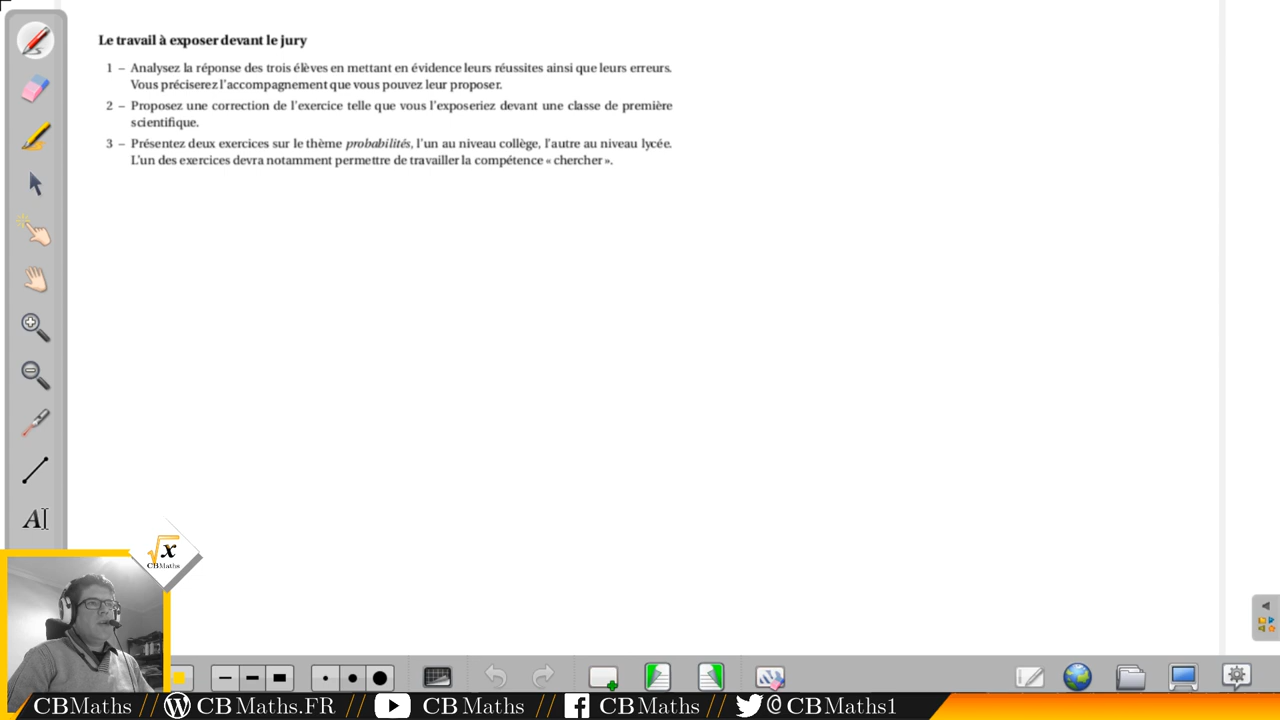 Le travail à exposer devant le jury
1 – Analysez la réponse des trois élèves en mettant en évidence leurs réussites ainsi que leurs erreurs.
Vous préciserez l'accompagnement que vous pouvez leur proposer.
2 – Proposez une correction de l'exercice telle que vous l'exposeriez devant une classe de première
scientifique.
3 – Présentez deux exercices sur le thème probabilités, l'un au niveau collège, l'autre au niveau lycée.
L'un des exercices devra notamment permettre de travailler la compétence « chercher ».
A
√x
CBMaths
CBMaths // CBMaths.FR // CBMaths // CBMaths // @CBMaths1